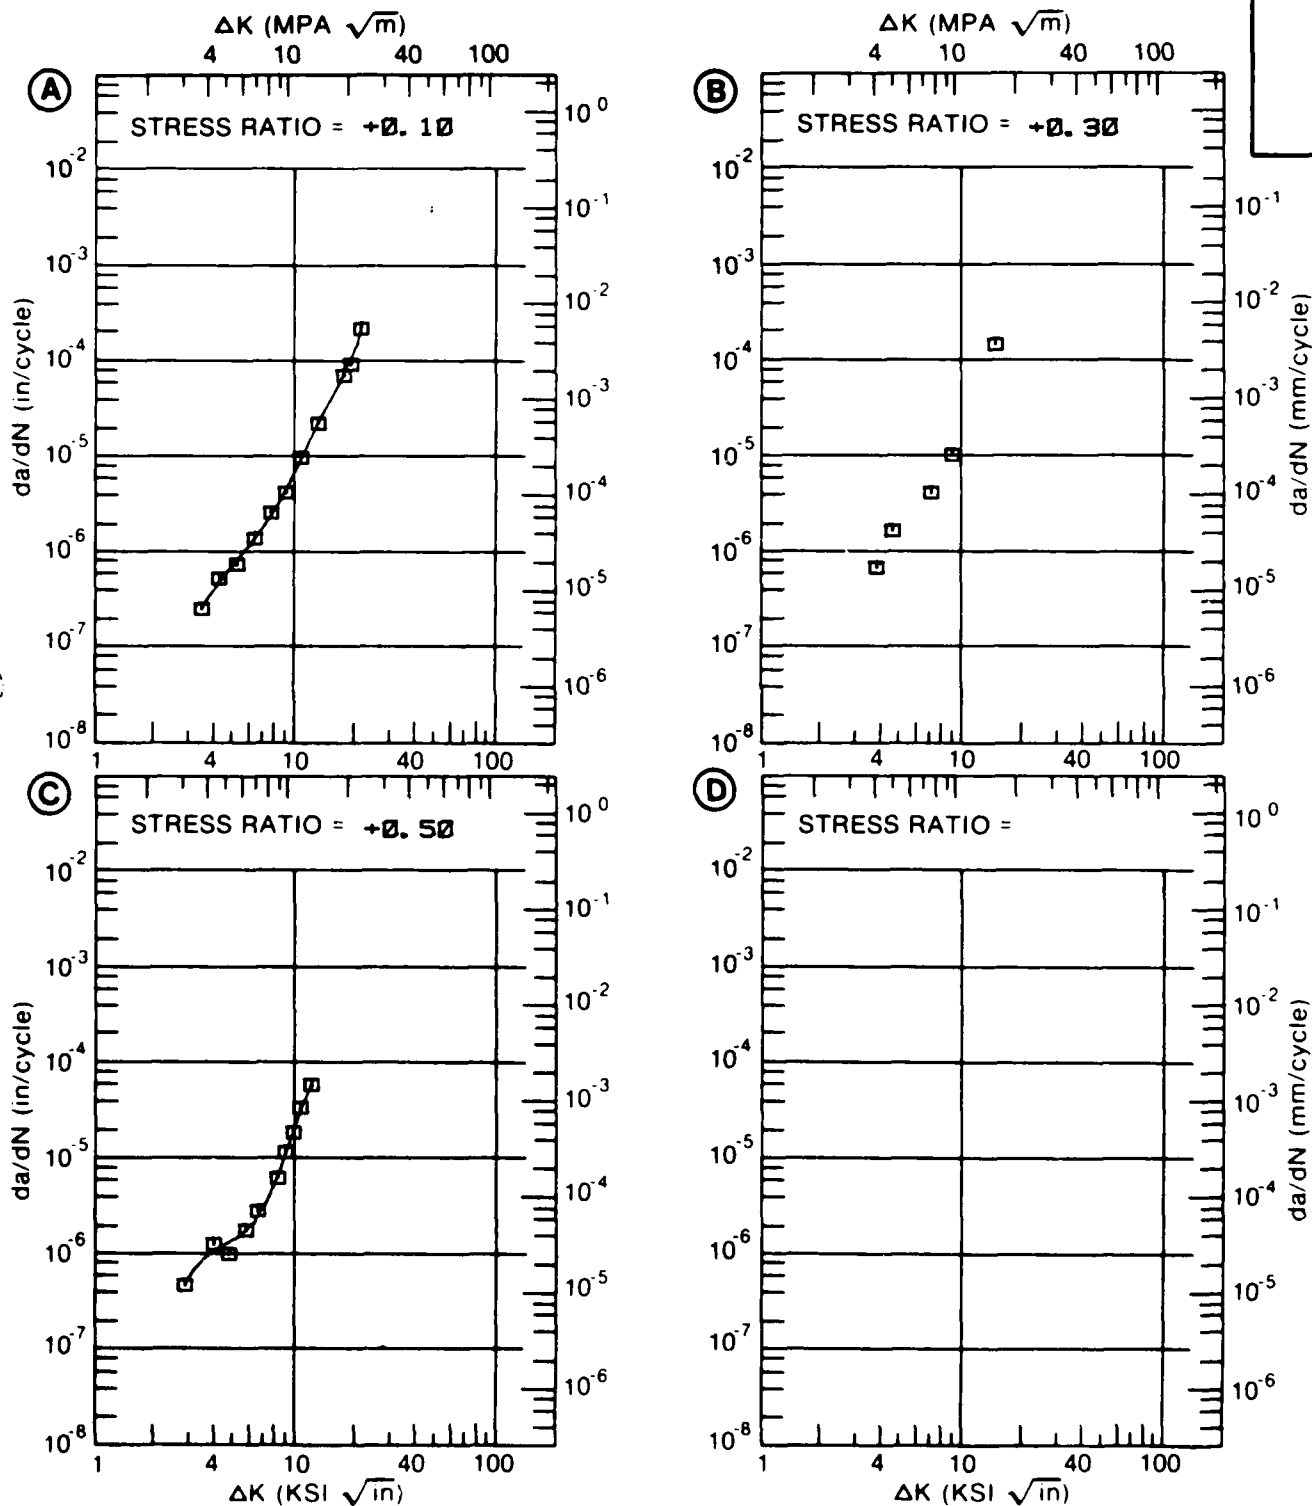 ΔK (MPA √m)
4 10 40 100
A
STRESS RATIO = +0.10
10^0
10^-2
10^-1
10^-3
10^-2
10^-4
10^-3
10^-5
10^-4
10^-6
10^-5
10^-7
10^-6
10^-8
1 4 10 40 100
da/dN (in/cycle)
ΔK (MPA √m)
4 10 40 100
B
STRESS RATIO = +0.30
10^-2
10^-1
10^-3
10^-2
10^-4
10^-3
10^-5
10^-4
10^-6
10^-5
10^-7
10^-6
10^-8
1 4 10 40 100
da/dN (mm/cycle)
C
STRESS RATIO = +0.50
10^0
10^-2
10^-1
10^-3
10^-2
10^-4
10^-3
10^-5
10^-4
10^-6
10^-5
10^-7
10^-6
10^-8
1 4 10 40 100
da/dN (in/cycle)
ΔK (KSI √in)
D
STRESS RATIO =
10^0
10^-2
10^-1
10^-3
10^-2
10^-4
10^-3
10^-5
10^-4
10^-6
10^-5
10^-7
10^-6
10^-8
1 4 10 40 100
da/dN (mm/cycle)
ΔK (KSI √in)